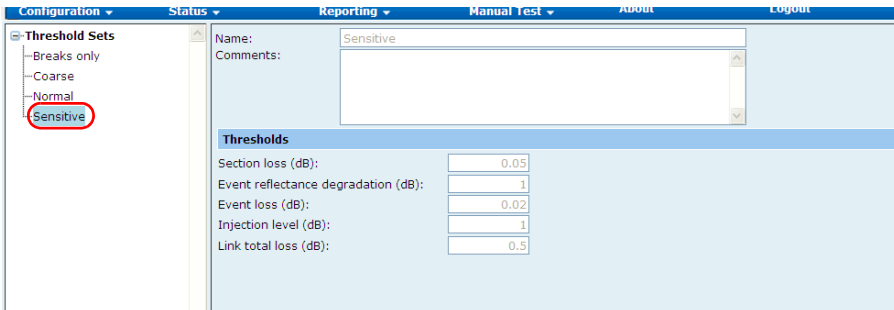 Configuration Status Reporting Manual Test About Logout
Threshold Sets
Breaks only
Coarse
Normal
Sensitive
Name: Sensitive
Comments:
Thresholds
Section loss (dB): 0.05
Event reflectance degradation (dB): 1
Event loss (dB): 0.02
Injection level (dB): 1
Link total loss (dB): 0.5